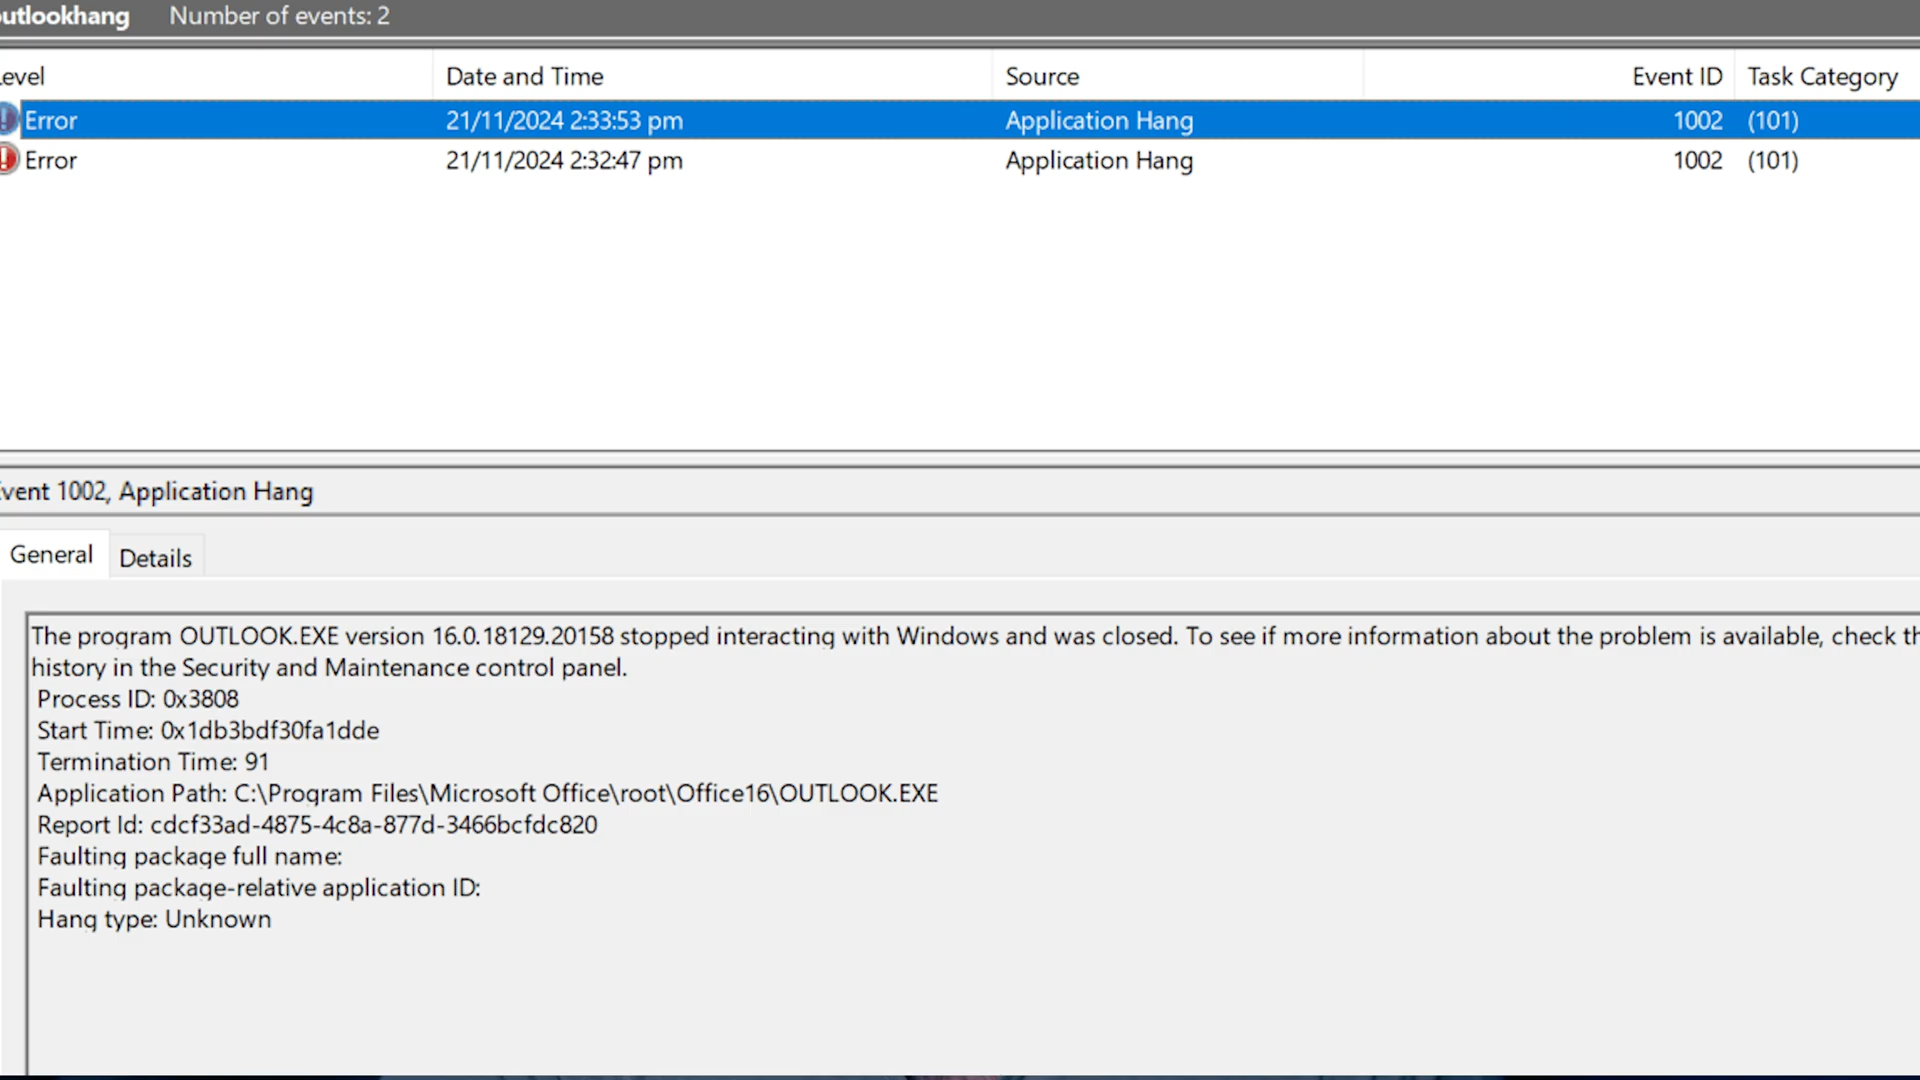 outlookhang Number of events: 2
Level Date and Time Source Event ID Task Category
Error 21/11/2024 2:33:53 pm Application Hang 1002 (101)
Error 21/11/2024 2:32:47 pm Application Hang 1002 (101)
Event 1002, Application Hang
General Details
The program OUTLOOK.EXE version 16.0.18129.20158 stopped interacting with Windows and was closed. To see if more information about the problem is available, check th
history in the Security and Maintenance control panel.
Process ID: 0x3808
Start Time: 0x1db3bdf30fa1dde
Termination Time: 91
Application Path: C:\Program Files\Microsoft Office\root\Office16\OUTLOOK.EXE
Report Id: cdcf33ad-4875-4c8a-877d-3466bcfdc820
Faulting package full name:
Faulting package-relative application ID:
Hang type: Unknown